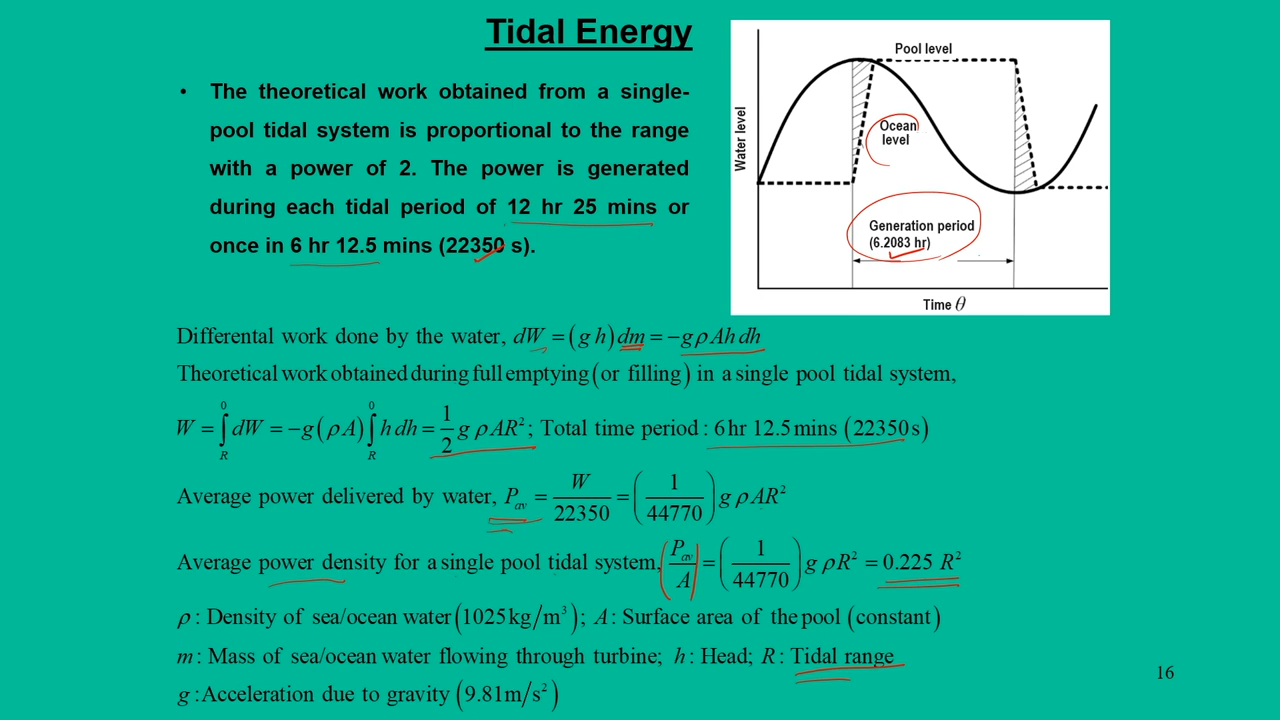 Tidal Energy
• The theoretical work obtained from a single-
pool tidal system is proportional to the range
with a power of 2. The power is generated
during each tidal period of 12 hr 25 mins or
once in 6 hr 12.5 mins (22350 s).
Pool level
Ocean
level
Water level
Generation period
(6.2083 hr)
Time θ
Differental work done by the water, dW = (g h) dm = −g ρ A h dh
Theoretical work obtained during full emptying (or filling) in a single pool tidal system,
W = ∫_R^0 dW = −g(ρ A) ∫_R^0 h dh = 1/2 g ρ AR²; Total time period : 6 hr 12.5 mins (22350 s)
Average power delivered by water, P_av = W/22350 = (1/44770) g ρ AR²
Average power density for a single pool tidal system, (P_av/A) = (1/44770) g ρR² = 0.225 R²
ρ : Density of sea/ocean water (1025 kg/m³); A : Surface area of the pool (constant)
m : Mass of sea/ocean water flowing through turbine; h : Head; R : Tidal range
g : Acceleration due to gravity (9.81 m/s²)
16